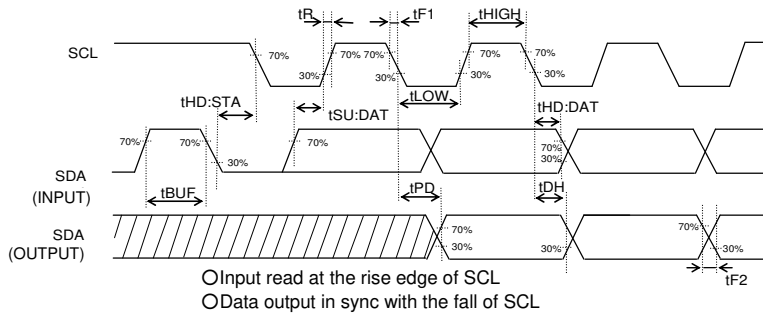 tR tF1 tHIGH
SCL 70% 70% 70% 70% 70%
30% 30% 30% 30%
tLOW
tHD:STA tSU:DAT tHD:DAT
70% 70% 70% 70%
30% 30%
SDA
(INPUT)
tBUF tPD tDH
SDA
(OUTPUT)
70% 70%
30% 30% 30%
tF2
○Input read at the rise edge of SCL
○Data output in sync with the fall of SCL